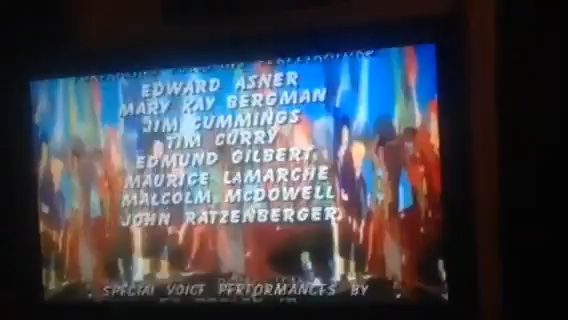 EDWARD ASNER
MARY KAY BERGMAN
JIM CUMMINGS
TIM CURRY
EDMUND GILBERT
MAURICE LAMARCHE
MALCOLM MCDOWELL
JOHN RATZENBERGER
SPECIAL VOICE PERFORMANCES BY